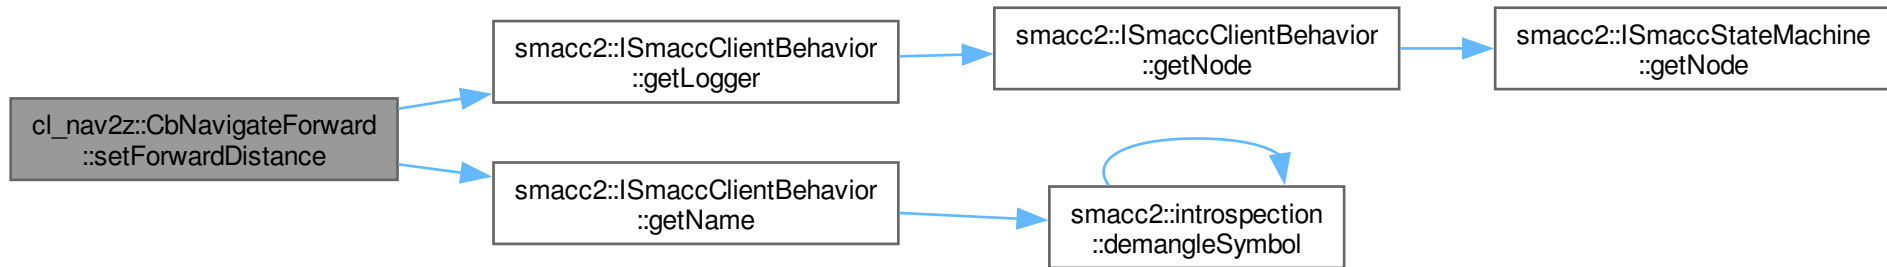 cl_nav2z::CbNavigateForward
::setForwardDistance
smacc2::ISmaccClientBehavior
::getLogger
smacc2::ISmaccClientBehavior
::getNode
smacc2::ISmaccStateMachine
::getNode
smacc2::ISmaccClientBehavior
::getName
smacc2::introspection
::demangleSymbol